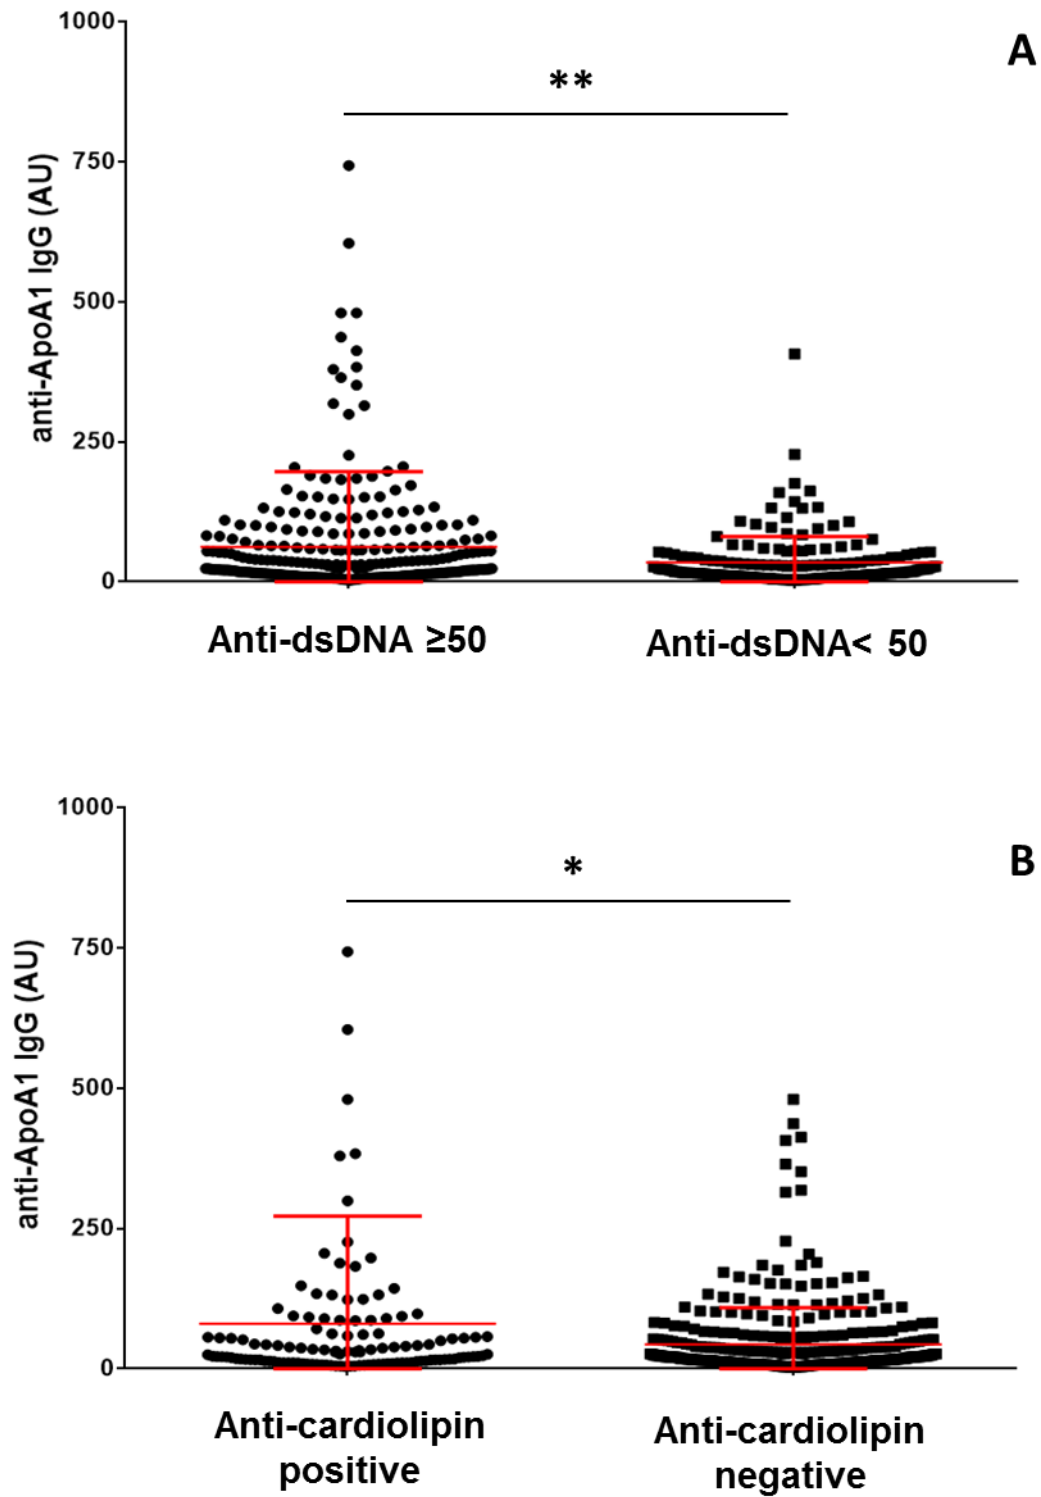 A
**
1000
750
500
250
0
anti-ApoA1 IgG (AU)
Anti-dsDNA ≥50
Anti-dsDNA< 50
B
*
1000
750
500
250
0
anti-ApoA1 IgG (AU)
Anti-cardiolipin
positive
Anti-cardiolipin
negative